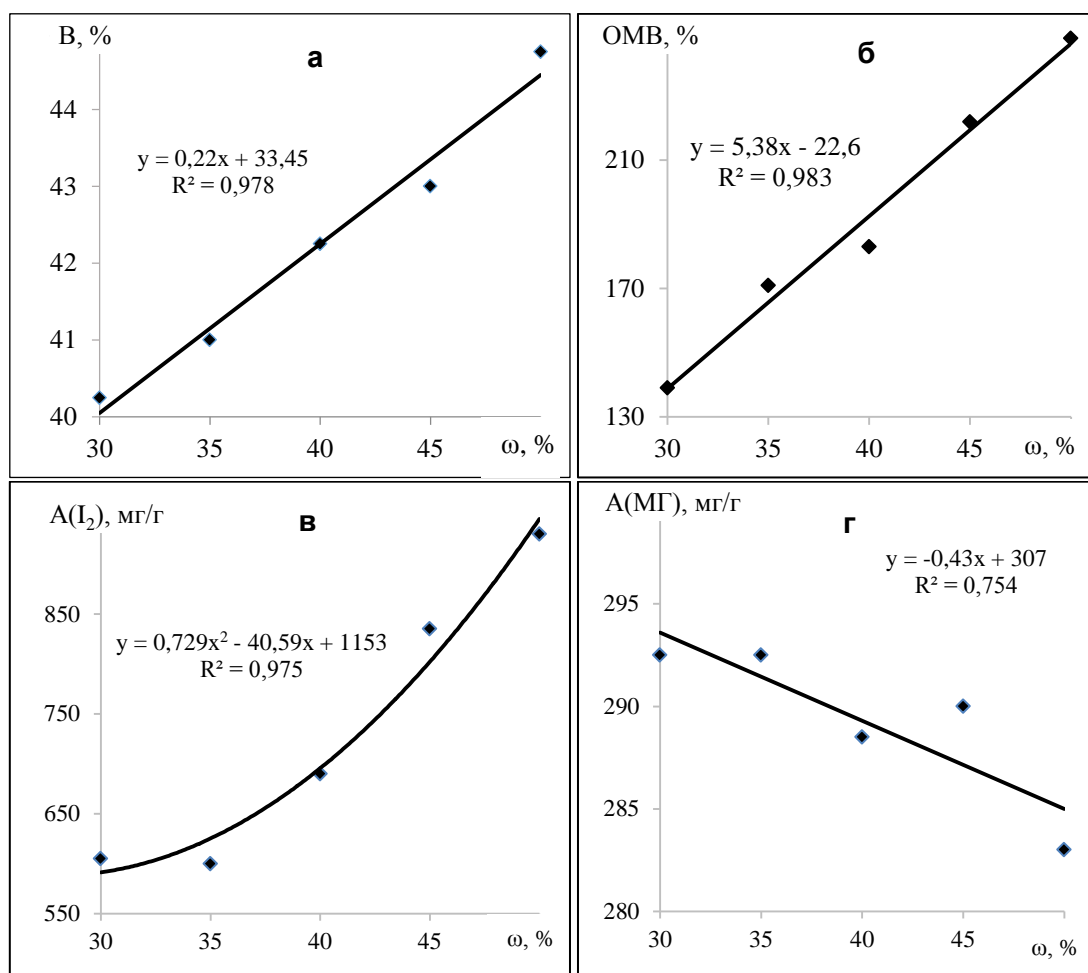 В, %
а
44
43
42
41
40
y = 0,22x + 33,45
R² = 0,978
30 35 40 45 ω, %
ОМВ, %
б
210
170
130
y = 5,38x - 22,6
R² = 0,983
30 35 40 45 ω, %
А(I₂), мг/г
в
850
750
650
550
y = 0,729x² - 40,59x + 1153
R² = 0,975
30 35 40 45 ω, %
А(МГ), мг/г
г
y = -0,43x + 307
R² = 0,754
295
290
285
280
30 35 40 45 ω, %